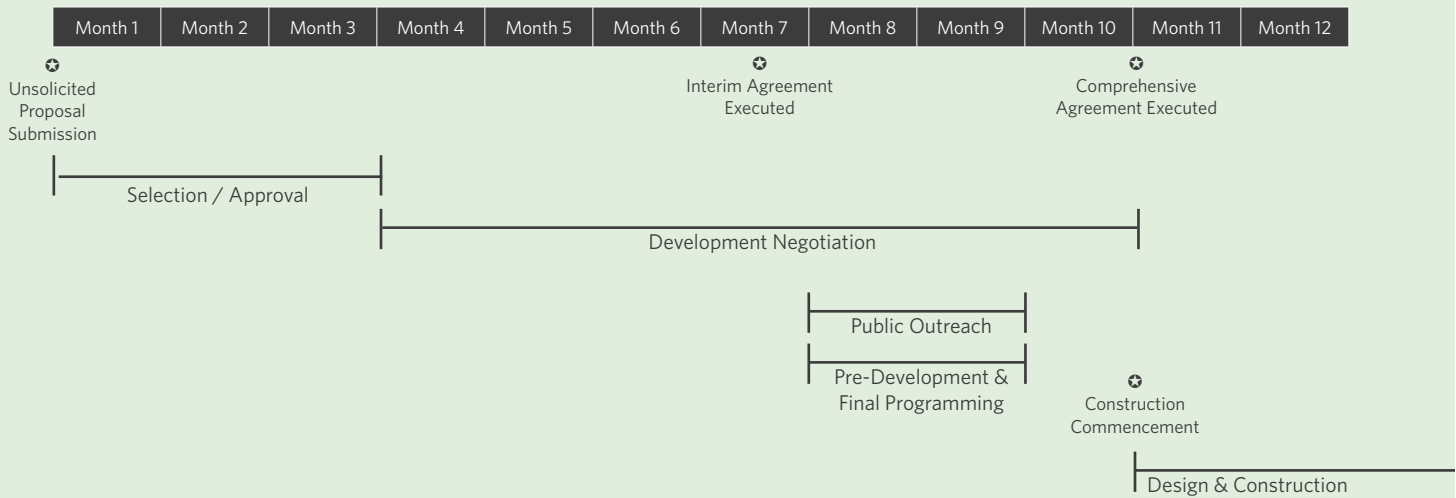 Month 1 Month 2 Month 3 Month 4 Month 5 Month 6 Month 7 Month 8 Month 9 Month 10 Month 11 Month 12
Unsolicited
Proposal
Submission
Interim Agreement
Executed
Comprehensive
Agreement Executed
Selection / Approval
Development Negotiation
Public Outreach
Pre-Development &
Final Programming
Construction
Commencement
Design & Construction